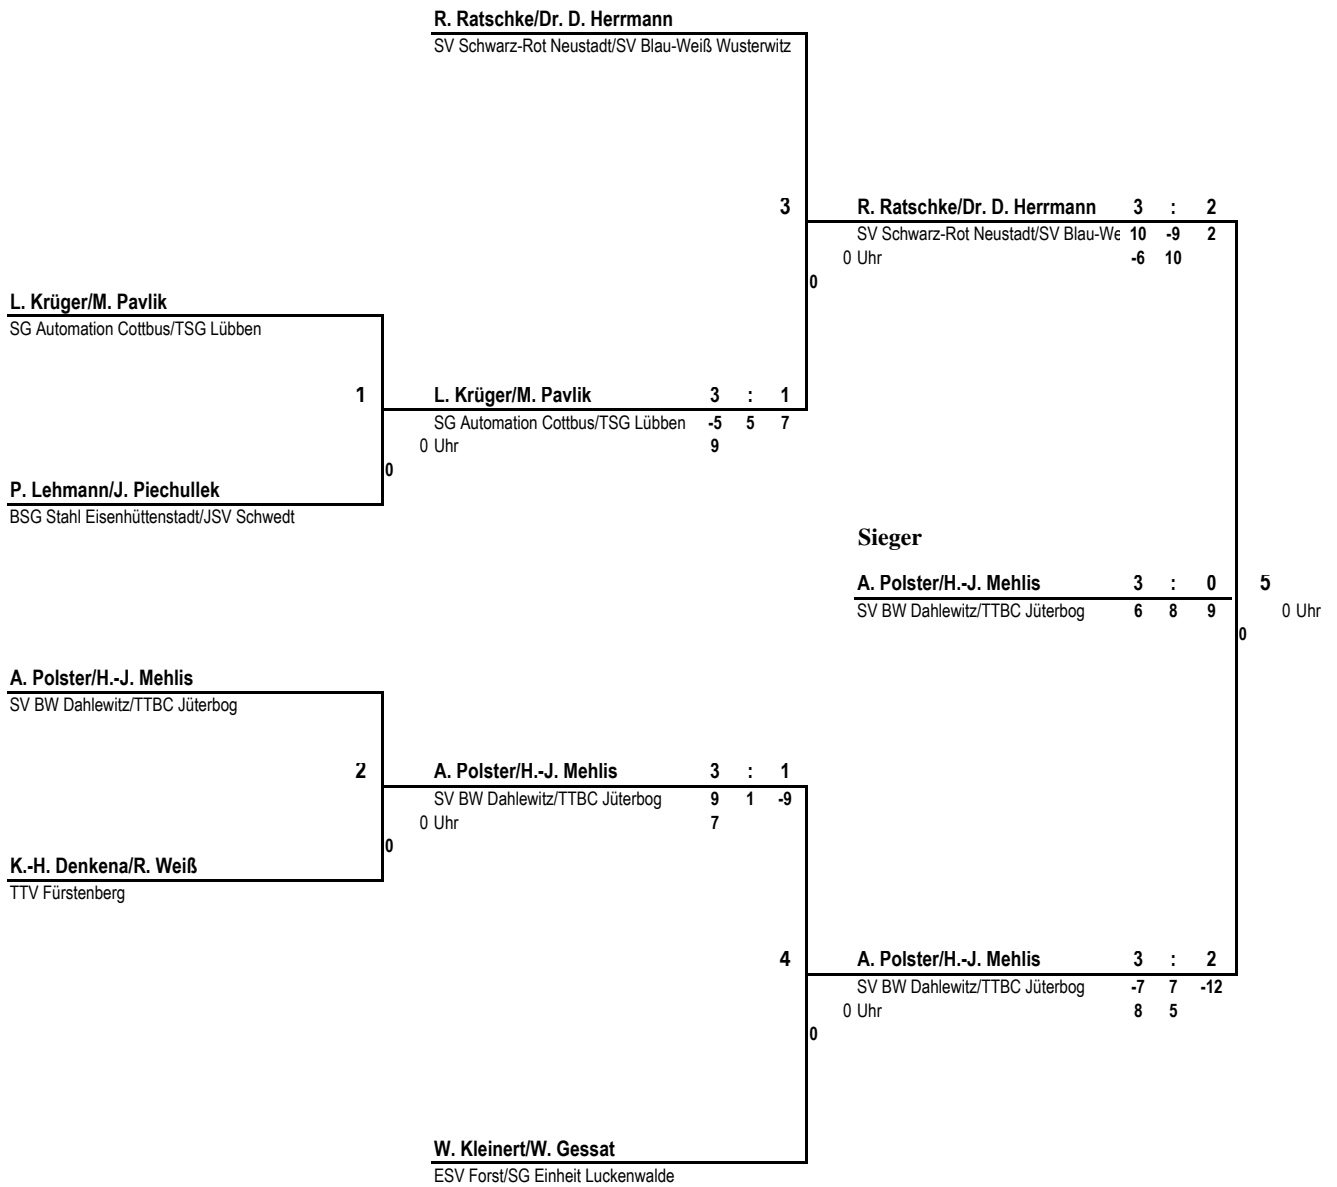 R. Ratschke/Dr. D. Herrmann
SV Schwarz-Rot Neustadt/SV Blau-Weiß Wusterwitz
3 R. Ratschke/Dr. D. Herrmann 3 : 2
SV Schwarz-Rot Neustadt/SV Blau-We 10 -9 2
0 Uhr -6 10
0
L. Krüger/M. Pavlik
SG Automation Cottbus/TSG Lübben
1 L. Krüger/M. Pavlik 3 : 1
SG Automation Cottbus/TSG Lübben -5 5 7
0 Uhr 9
0
P. Lehmann/J. Piechullek
BSG Stahl Eisenhüttenstadt/JSV Schwedt
Sieger
A. Polster/H.-J. Mehlis 3 : 0 5
SV BW Dahlewitz/TTBC Jüterbog 6 8 9 0 Uhr
0
A. Polster/H.-J. Mehlis
SV BW Dahlewitz/TTBC Jüterbog
2 A. Polster/H.-J. Mehlis 3 : 1
SV BW Dahlewitz/TTBC Jüterbog 9 1 -9
0 Uhr 7
0
K.-H. Denkena/R. Weiß
TTV Fürstenberg
4 A. Polster/H.-J. Mehlis 3 : 2
SV BW Dahlewitz/TTBC Jüterbog -7 7 -12
0 Uhr 8 5
0
W. Kleinert/W. Gessat
ESV Forst/SG Einheit Luckenwalde